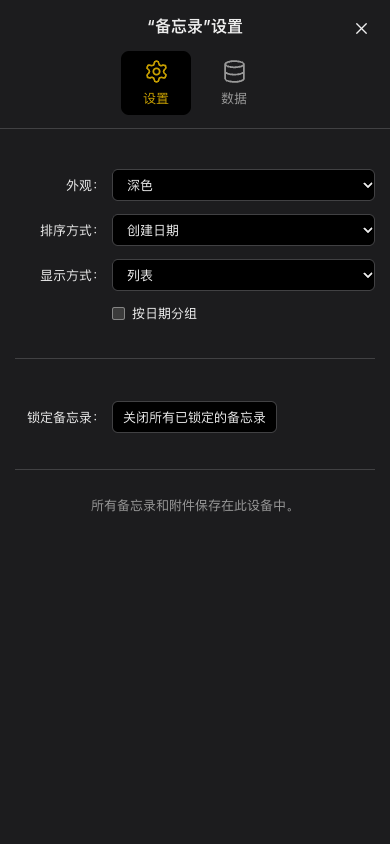 “备忘录”设置
设置
数据
外观：
深色
排序方式：
创建日期
显示方式：
列表
按日期分组
锁定备忘录：
关闭所有已锁定的备忘录
所有备忘录和附件保存在此设备中。